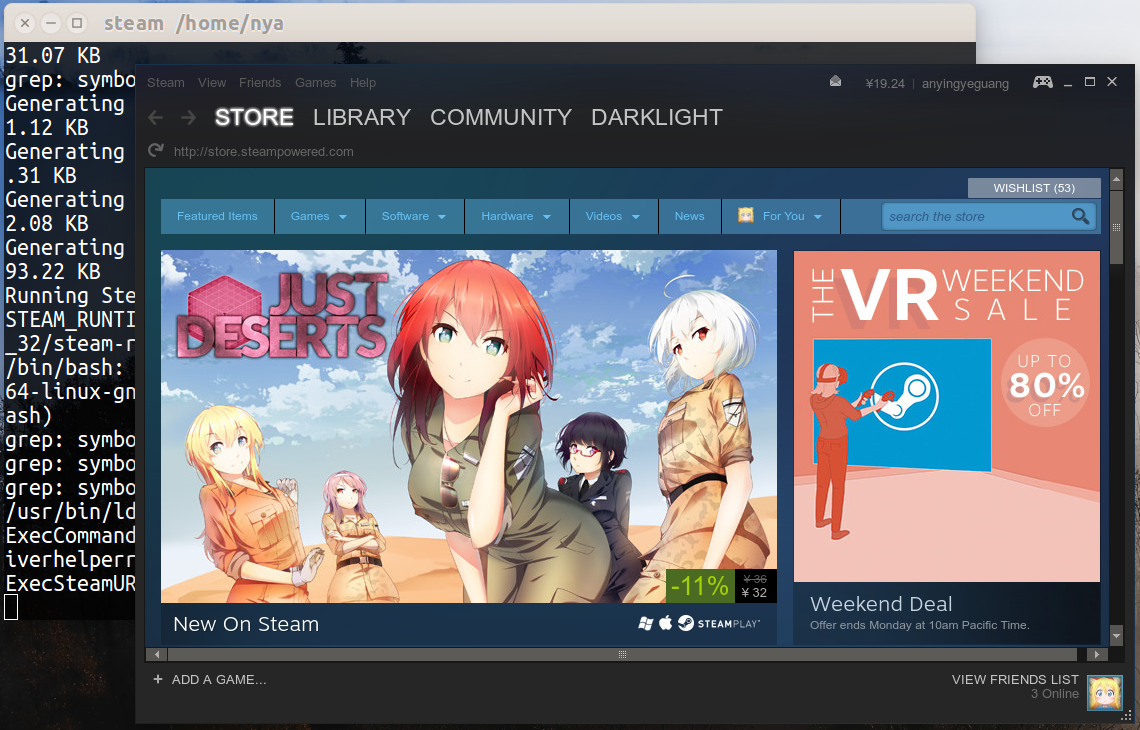 steam /home/nya
31.07 KB
grep: symbo
Generating
1.12 KB
Generating
.31 KB
Generating
2.08 KB
Generating
93.22 KB
Running Ste
STEAM_RUNTI
_32/steam-r
/bin/bash:
64-linux-gn
ash)
grep: symbo
grep: symbo
grep: symbo
/usr/bin/ld
ExecCommand
iverhelperr
ExecSteamUR
Steam View Friends Games Help
¥19.24 | anyingyeguang
STORE LIBRARY COMMUNITY DARKLIGHT
http://store.steampowered.com
WISHLIST (53)
Featured Items Games Software Hardware Videos News For You search the store
JUST
DESERTS
-11%
¥ 36
¥ 32
New On Steam
STEAMPLAY
THE VR WEEKEND
SALE
UP TO
80%
OFF
Weekend Deal
Offer ends Monday at 10am Pacific Time.
+ ADD A GAME...
VIEW FRIENDS LIST
3 Online